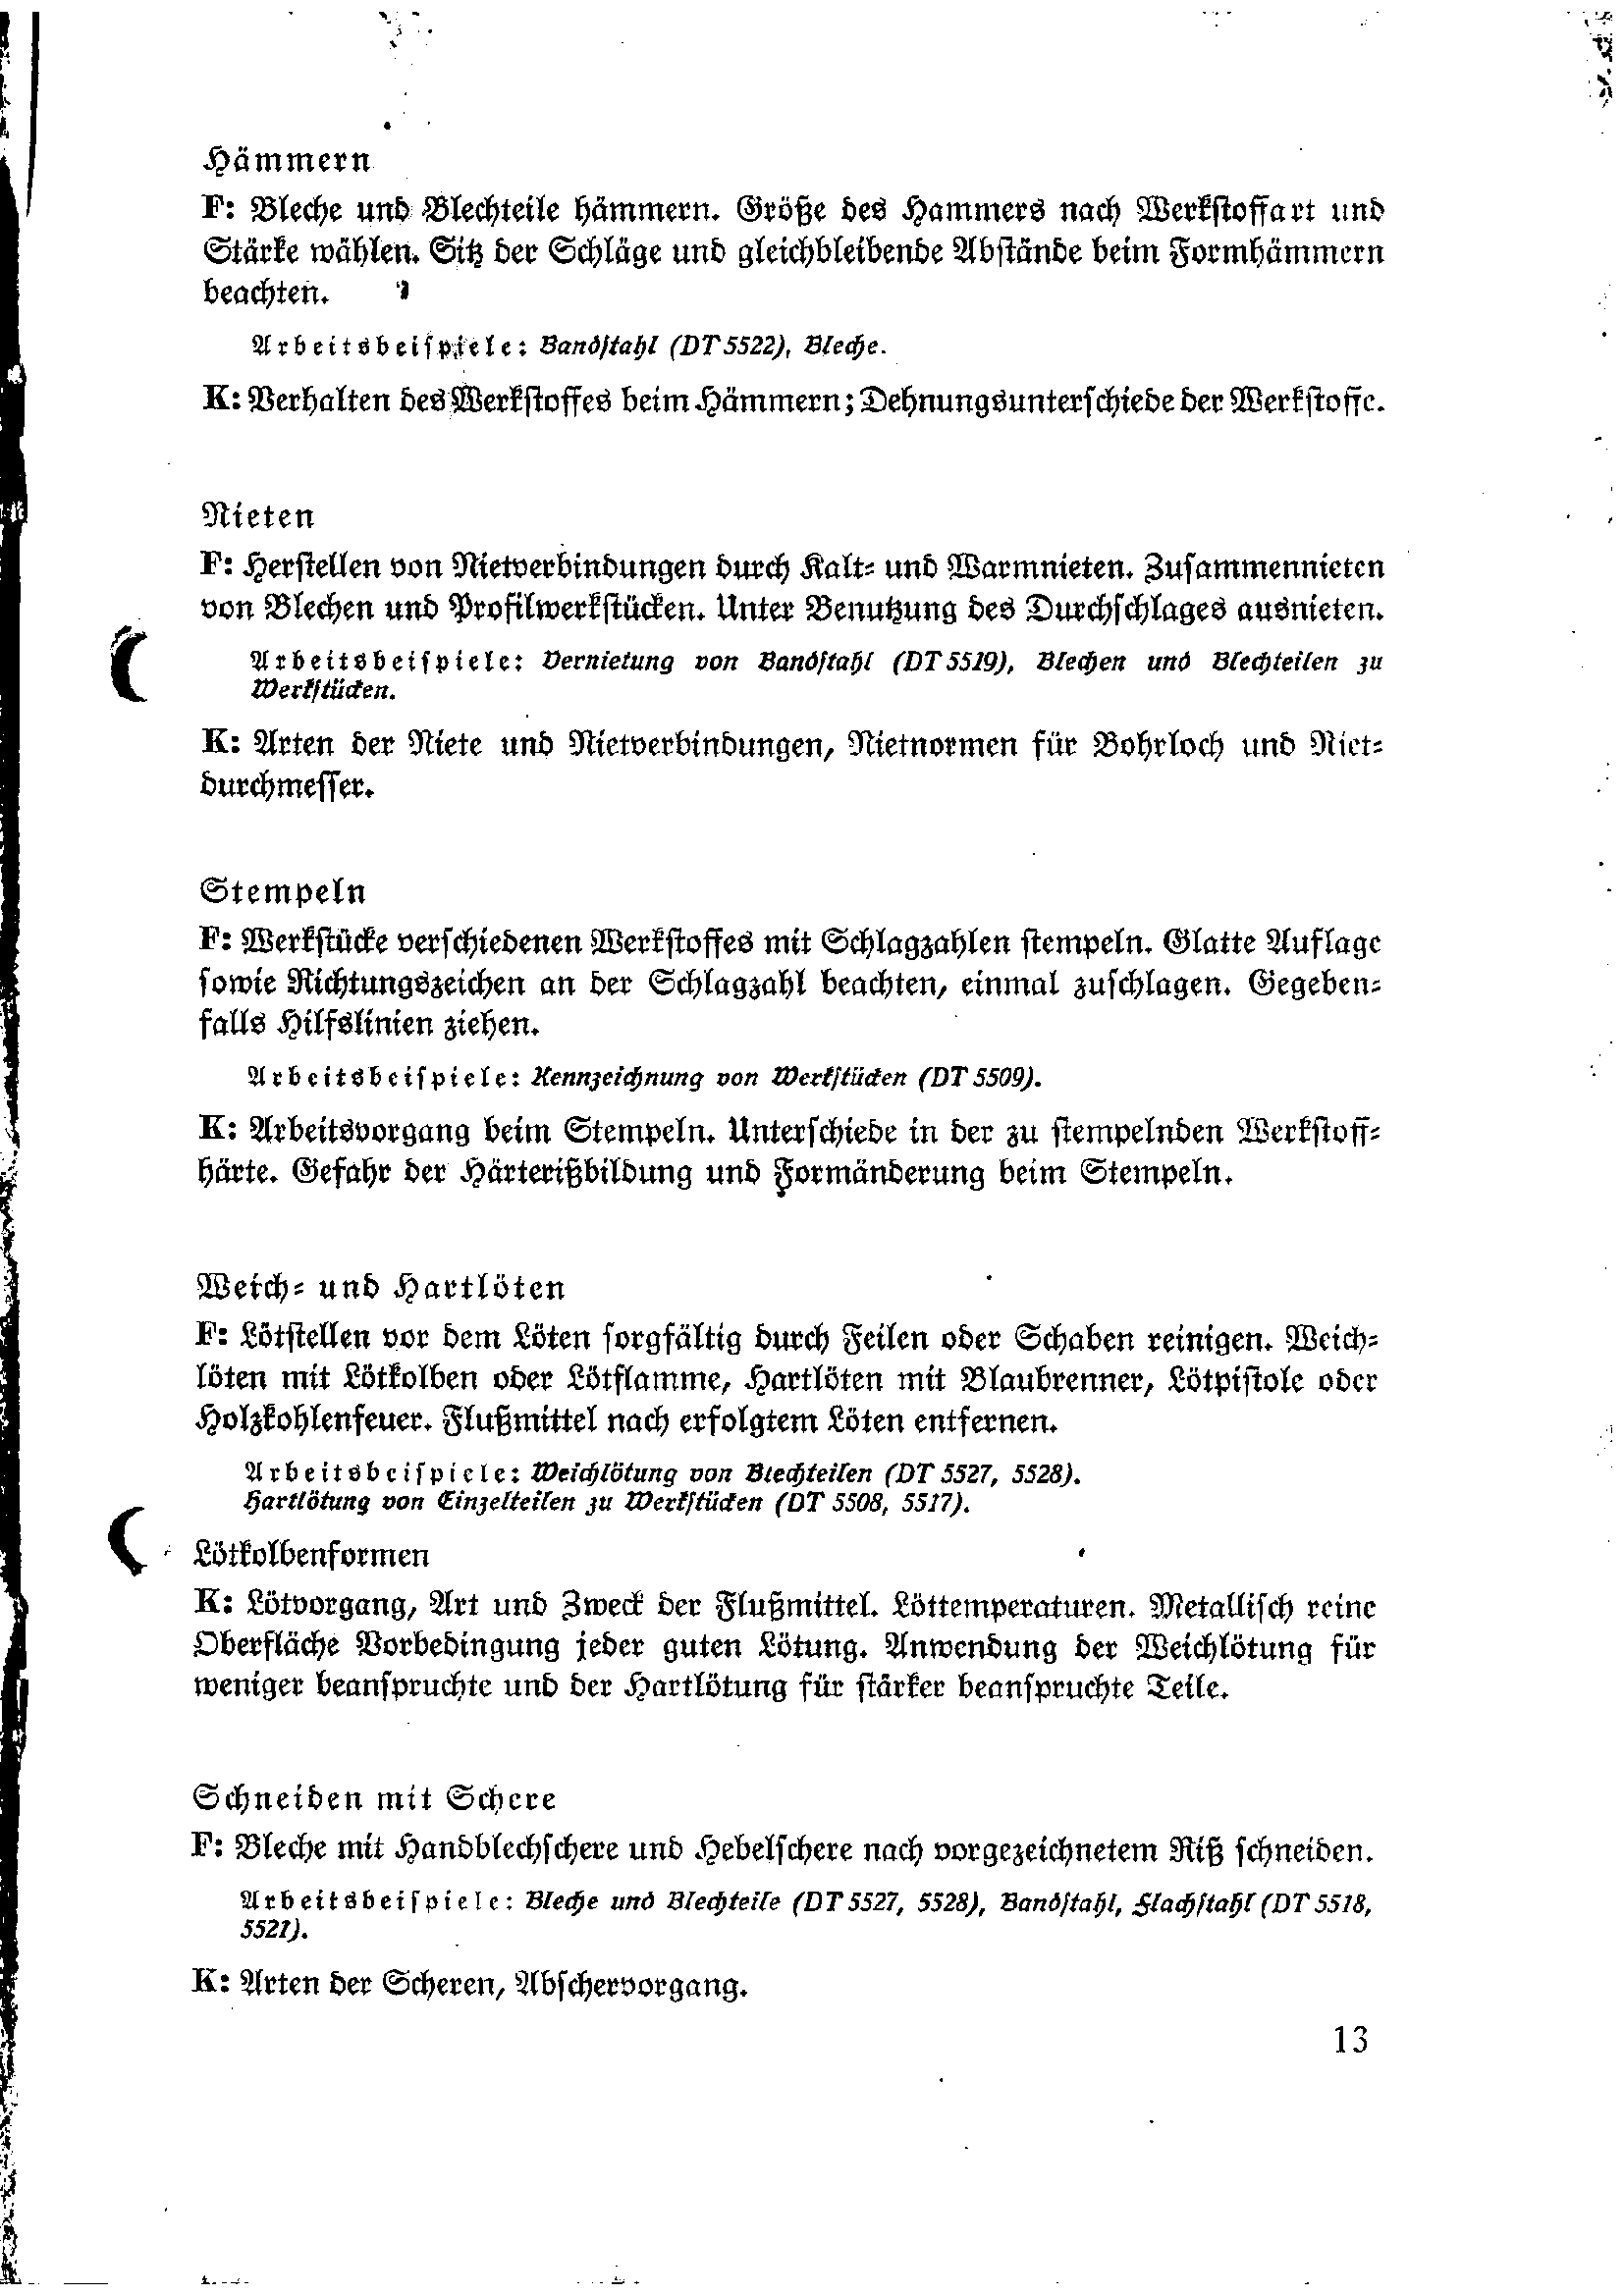 Hämmern
F: Bleche und Blechteile hämmern. Größe des Hammers nach Werkstoffart und
Stärke wählen. Sitz der Schläge und gleichbleibende Abstände beim Formhämmern
beachten.
Arbeitsbeispiele: Bandstahl (DT 5522), Bleche.
K: Verhalten des Werkstoffes beim Hämmern; Dehnungsunterschiede der Werkstoffe.
Nieten
F: Herstellen von Nietverbindungen durch Kalt- und Warmnieten. Zusammennieten
von Blechen und Profilwerkstücken. Unter Benutzung des Durchschlages ausnieten.
Arbeitsbeispiele: Vernietung von Bandstahl (DT 5519), Blechen und Blechteilen zu
Werkstücken.
K: Arten der Niete und Nietverbindungen, Nietnormen für Bohrloch und Niet-
durchmesser.
Stempeln
F: Werkstücke verschiedenen Werkstoffes mit Schlagzahlen stempeln. Glatte Auflage
sowie Richtungszeichen an der Schlagzahl beachten, einmal zuschlagen. Gegeben-
falls Hilfslinien ziehen.
Arbeitsbeispiele: Kennzeichnung von Werkstücken (DT 5509).
K: Arbeitsvorgang beim Stempeln. Unterschiede in der zu stempelnden Werkstoff-
härte. Gefahr der Härterißbildung und Formänderung beim Stempeln.
Weich- und Hartlöten
F: Lötstellen vor dem Löten sorgfältig durch Feilen oder Schaben reinigen. Weich-
löten mit Lötkolben oder Lötflamme, Hartlöten mit Blaubrenner, Lötpistole oder
Holzkohlenfeuer. Flußmittel nach erfolgtem Löten entfernen.
Arbeitsbeispiele: Weichlötung von Blechteilen (DT 5527, 5528).
Hartlötung von Einzelteilen zu Werkstücken (DT 5508, 5517).
Lötkolbenformen
K: Lötvorgang, Art und Zweck der Flußmittel. Löttemperaturen. Metallisch reine
Oberfläche Vorbedingung jeder guten Lötung. Anwendung der Weichlötung für
weniger beanspruchte und der Hartlötung für stärker beanspruchte Teile.
Schneiden mit Schere
F: Bleche mit Handblechschere und Hebelschere nach vorgezeichnetem Riß schneiden.
Arbeitsbeispiele: Bleche und Blechteile (DT 5527, 5528), Bandstahl, Flachstahl (DT 5518,
5521).
K: Arten der Scheren, Abschervorgang.
13